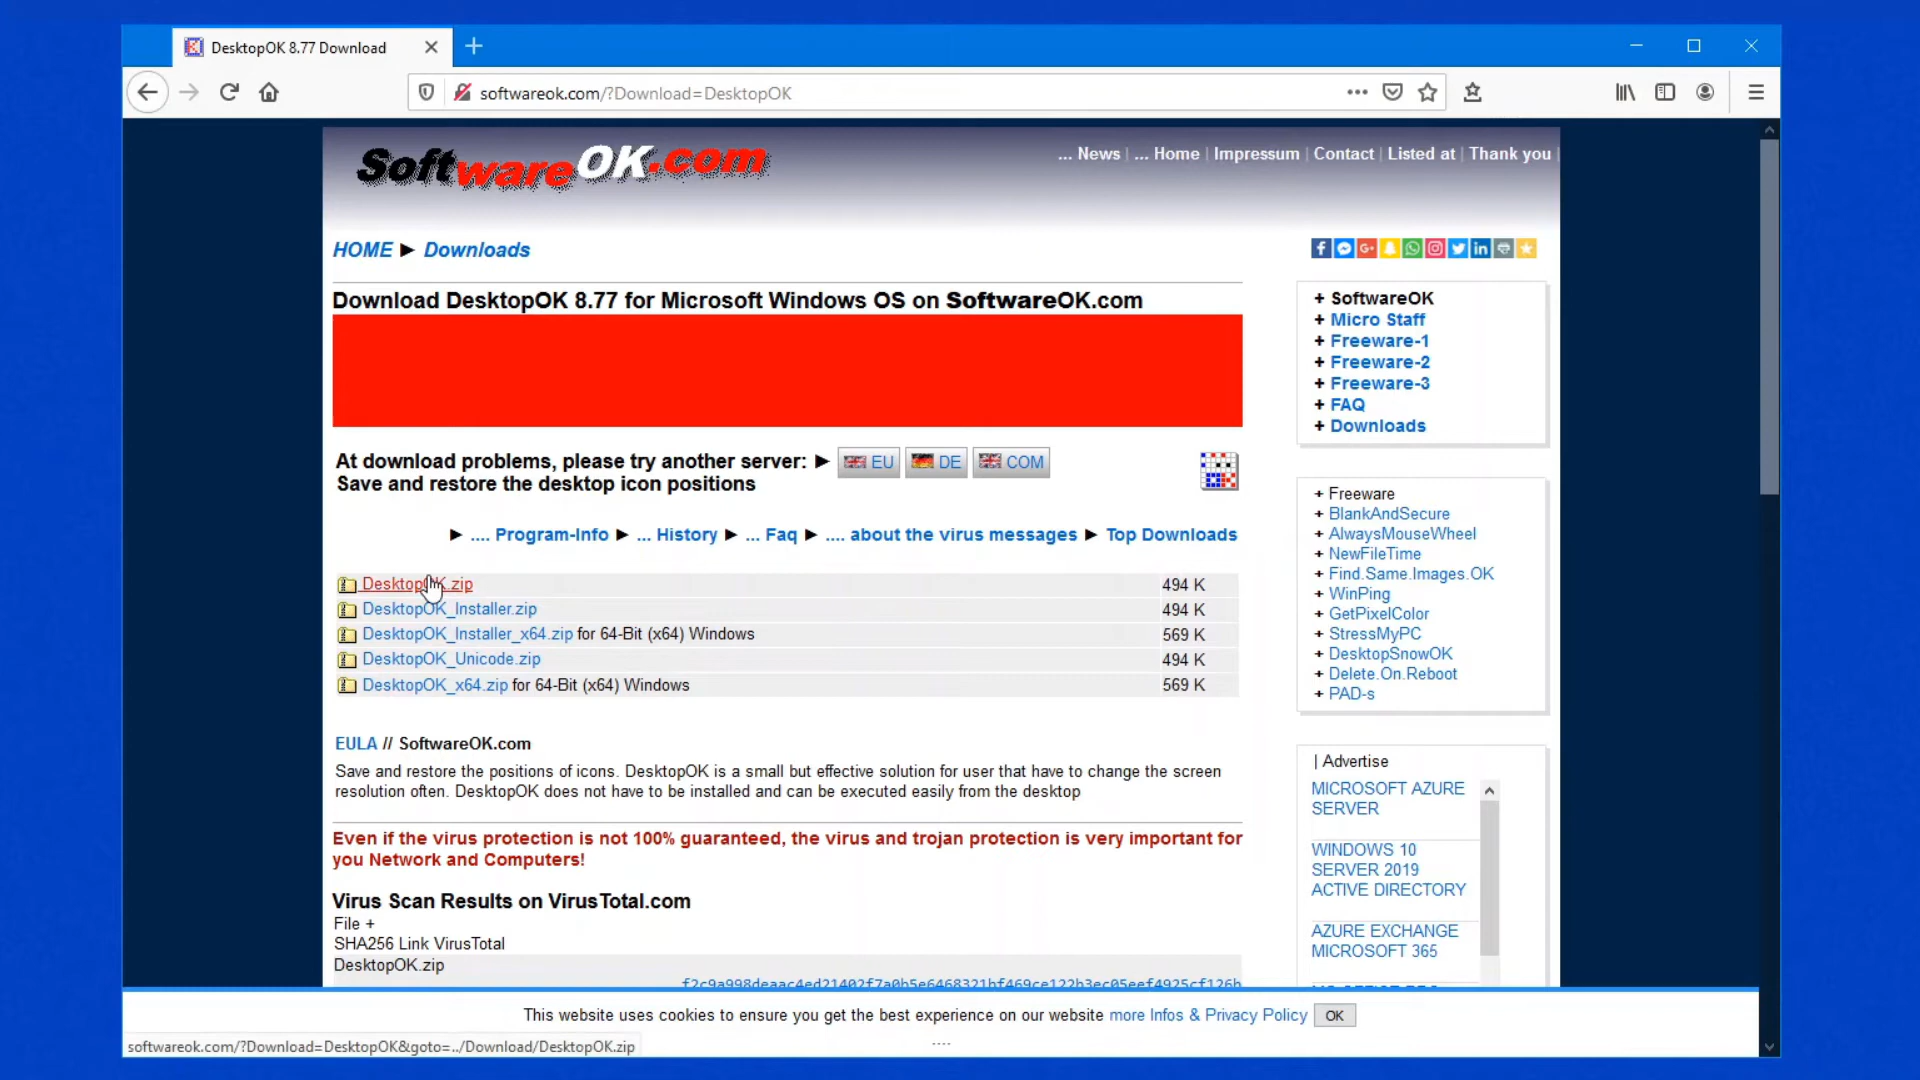 DesktopOK 8.77 Download
softwareok.com/?Download=DesktopOK
SoftwareOK.com
... News | ... Home | Impressum | Contact | Listed at | Thank you |
HOME ► Downloads
Download DesktopOK 8.77 for Microsoft Windows OS on SoftwareOK.com
+ SoftwareOK
+ Micro Staff
+ Freeware-1
+ Freeware-2
+ Freeware-3
+ FAQ
+ Downloads
At download problems, please try another server: ► EU DE COM
Save and restore the desktop icon positions
► .... Program-Info ► ... History ► ... Faq ► .... about the virus messages ► Top Downloads
DesktopOK.zip 494 K
DesktopOK_Installer.zip 494 K
DesktopOK_Installer_x64.zip for 64-Bit (x64) Windows 569 K
DesktopOK_Unicode.zip 494 K
DesktopOK_x64.zip for 64-Bit (x64) Windows 569 K
+ Freeware
+ BlankAndSecure
+ AlwaysMouseWheel
+ NewFileTime
+ Find.Same.Images.OK
+ WinPing
+ GetPixelColor
+ StressMyPC
+ DesktopSnowOK
+ Delete.On.Reboot
+ PAD-s
EULA // SoftwareOK.com
Save and restore the positions of icons. DesktopOK is a small but effective solution for user that have to change the screen
resolution often. DesktopOK does not have to be installed and can be executed easily from the desktop
Even if the virus protection is not 100% guaranteed, the virus and trojan protection is very important for
you Network and Computers!
Virus Scan Results on VirusTotal.com
File +
SHA256 Link VirusTotal
DesktopOK.zip
| Advertise
MICROSOFT AZURE
SERVER
WINDOWS 10
SERVER 2019
ACTIVE DIRECTORY
AZURE EXCHANGE
MICROSOFT 365
This website uses cookies to ensure you get the best experience on our website more Infos & Privacy Policy OK
....
softwareok.com/?Download=DesktopOK&goto=../Download/DesktopOK.zip